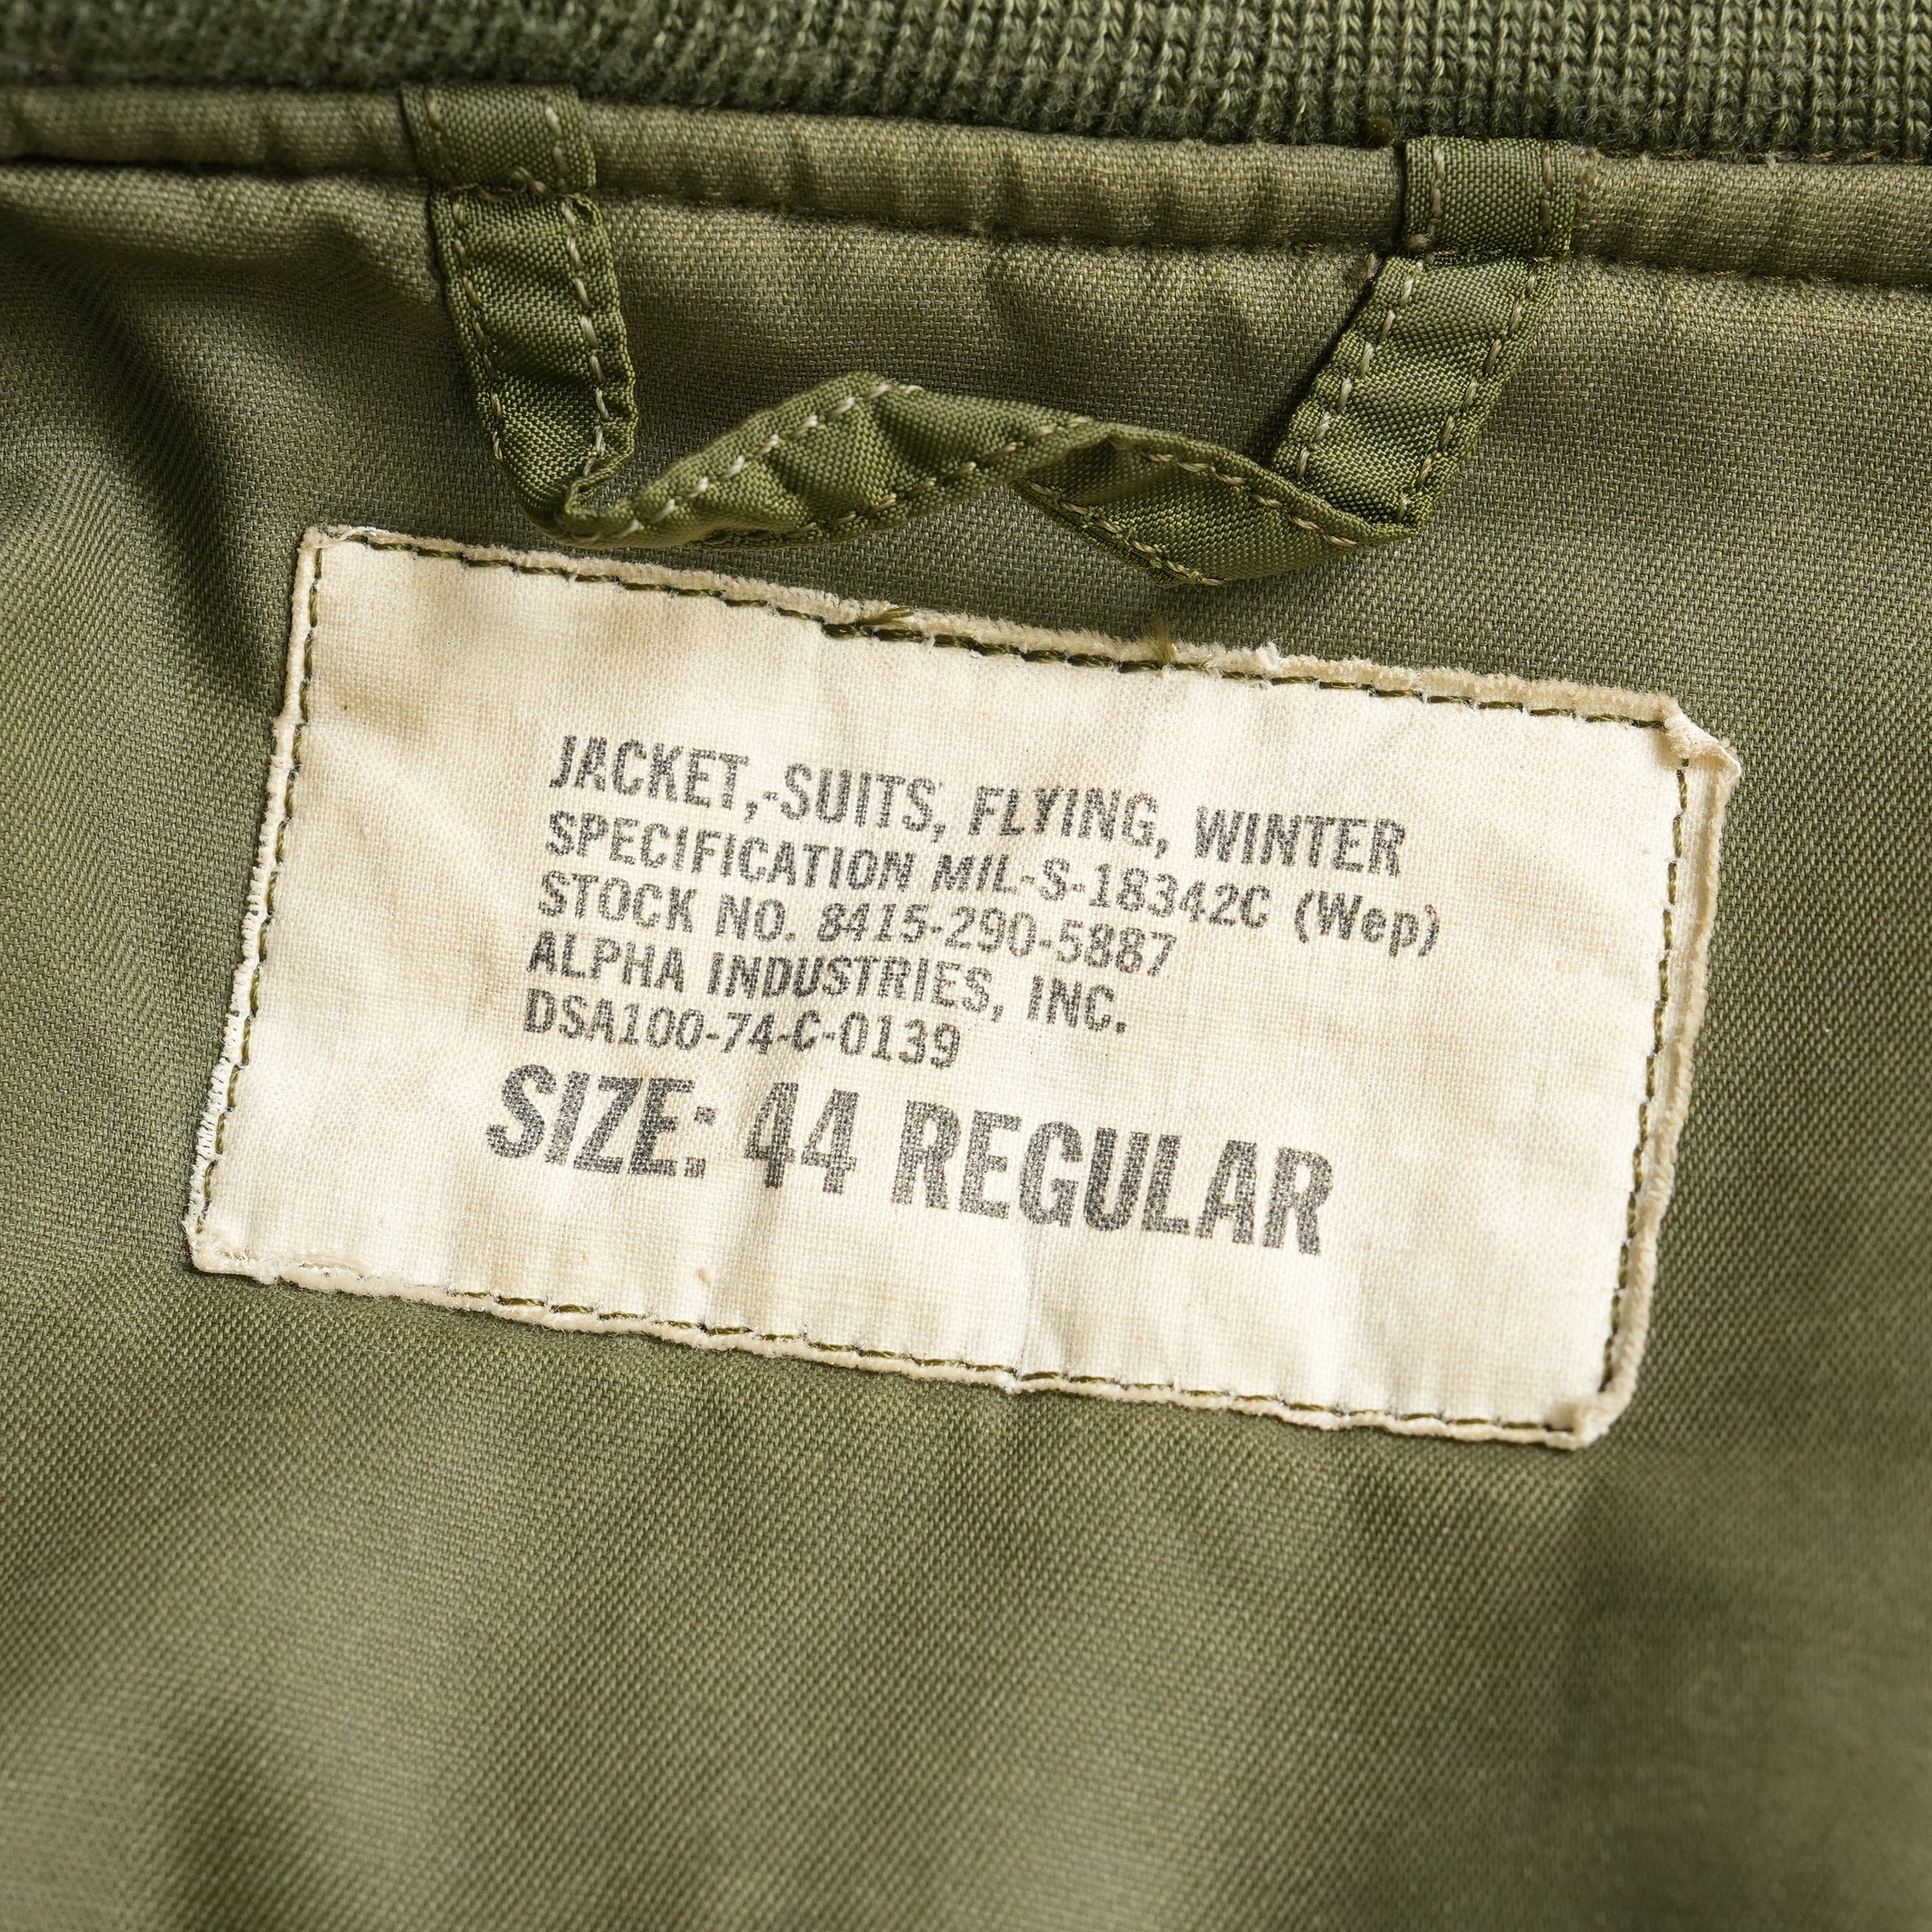 JACKET,-SUITS, FLYING, WINTER
SPECIFICATION MIL-S-18342C (Wep)
STOCK NO. 8415-290-5887
ALPHA INDUSTRIES, INC.
DSA100-74-C-0139
SIZE: 44 REGULAR